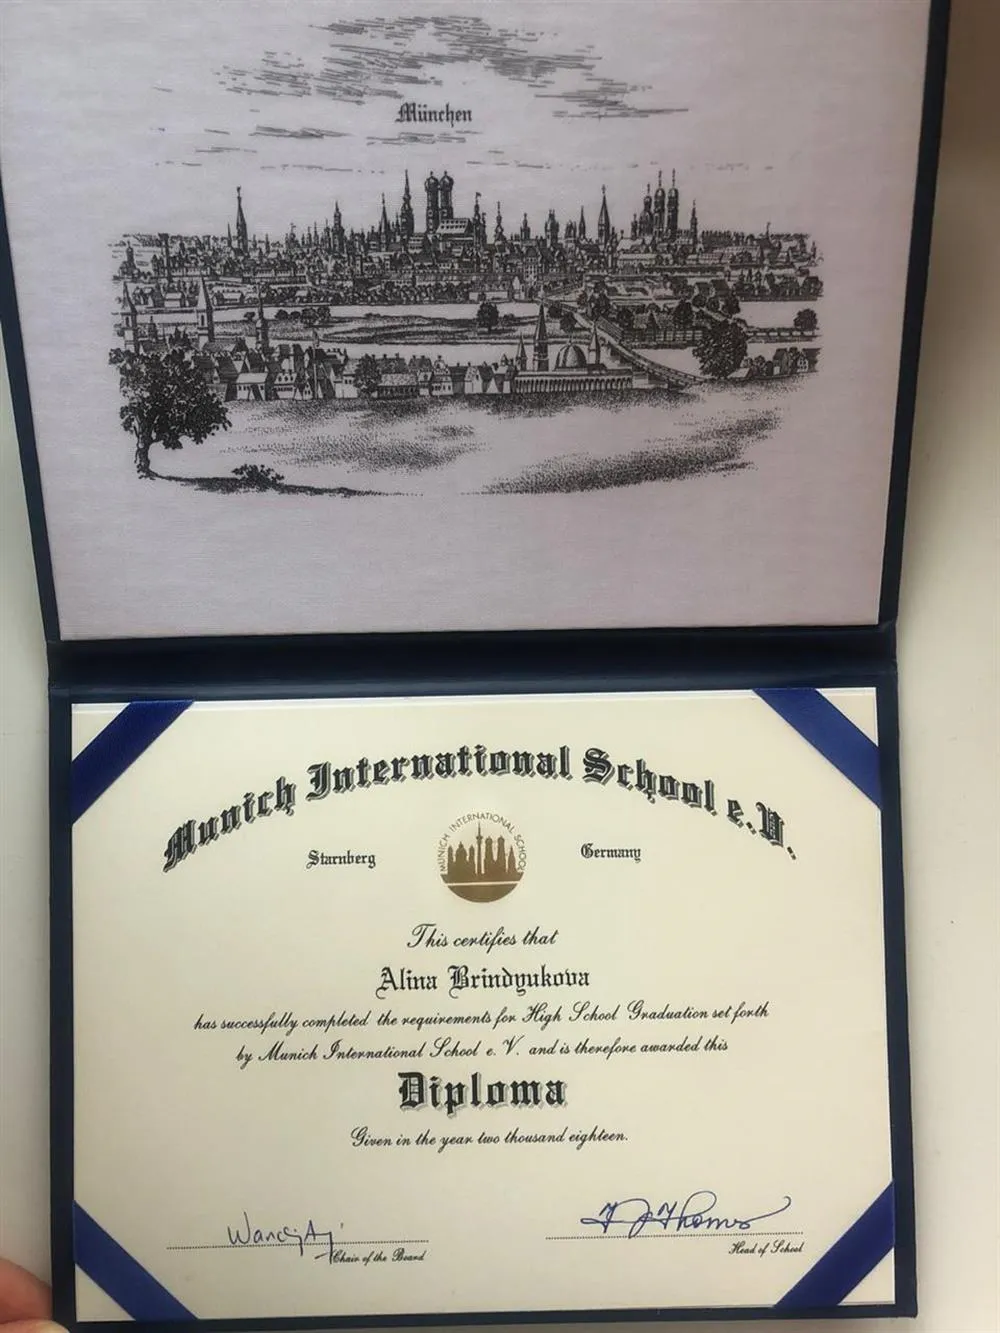 München
Munich International School e.V.
Starnberg
MUNICH INTERNATIONAL SCHOOL
Germany
This certifies that
Alina Brindyukova
has successfully completed the requirements for High School Graduation set forth
by Munich International School e. V. and is therefore awarded this
Diploma
Given in the year two thousand eighteen.
Chair of the Board
Head of School